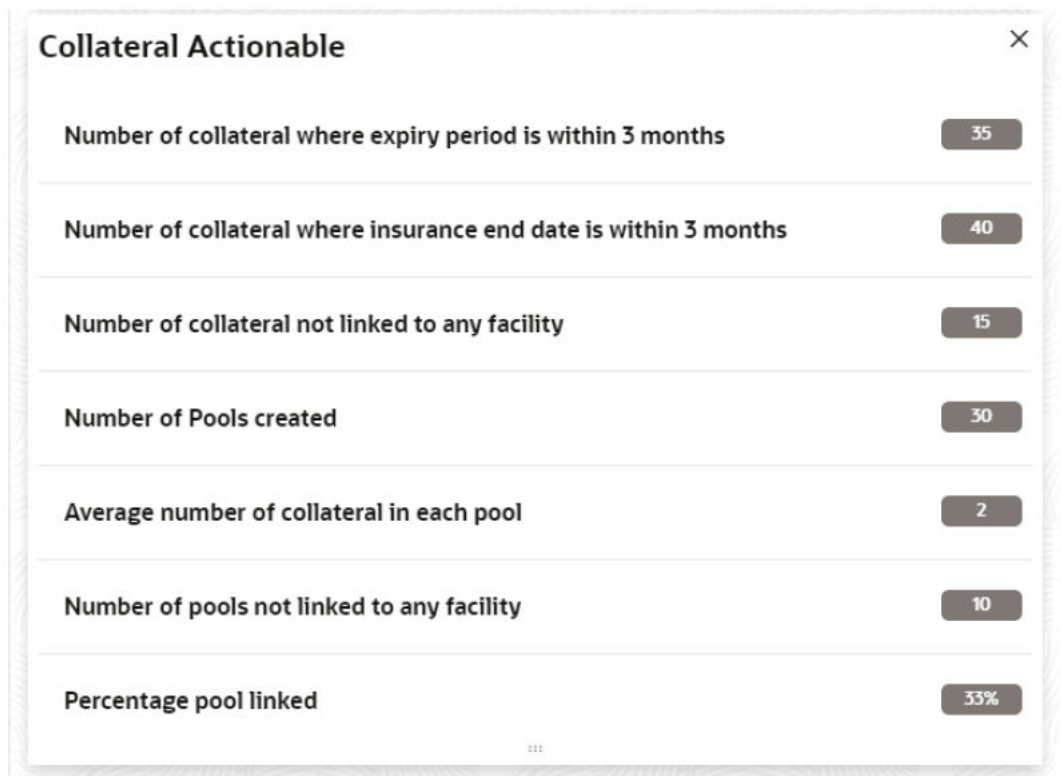 Collateral Actionable
Number of collateral where expiry period is within 3 months 35
Number of collateral where insurance end date is within 3 months 40
Number of collateral not linked to any facility 15
Number of Pools created 30
Average number of collateral in each pool 2
Number of pools not linked to any facility 10
Percentage pool linked 33%